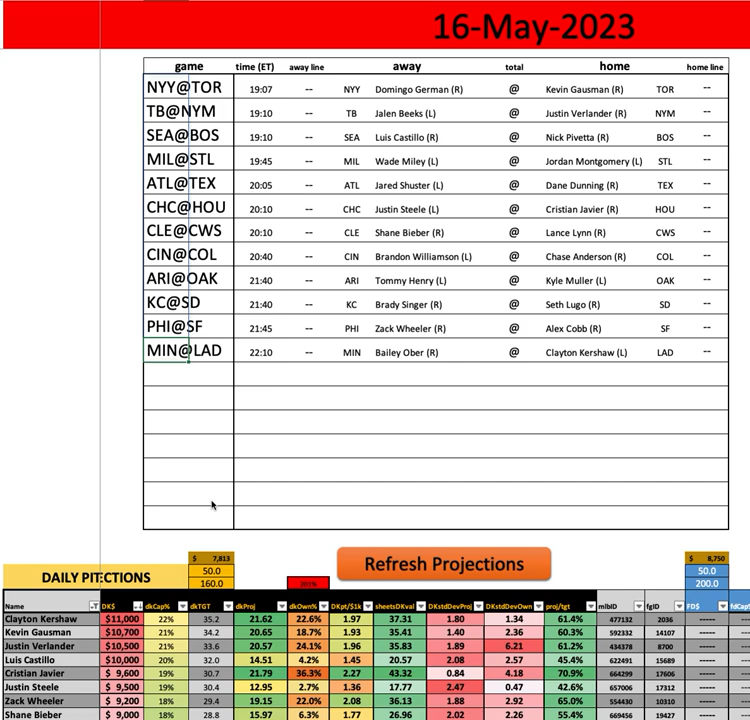 16-May-2023
game time (ET) away line away total home home line
NYY@TOR 19:07 -- NYY Domingo German (R) @ Kevin Gausman (R) TOR --
TB@NYM 19:10 -- TB Jalen Beeks (L) @ Justin Verlander (R) NYM --
SEA@BOS 19:10 -- SEA Luis Castillo (R) @ Nick Pivetta (R) BOS --
MIL@STL 19:45 -- MIL Wade Miley (L) @ Jordan Montgomery (L) STL --
ATL@TEX 20:05 -- ATL Jared Shuster (L) @ Dane Dunning (R) TEX --
CHC@HOU 20:10 -- CHC Justin Steele (L) @ Cristian Javier (R) HOU --
CLE@CWS 20:10 -- CLE Shane Bieber (R) @ Lance Lynn (R) CWS --
CIN@COL 20:40 -- CIN Brandon Williamson (L) @ Chase Anderson (R) COL --
ARI@OAK 21:40 -- ARI Tommy Henry (L) @ Kyle Muller (L) OAK --
KC@SD 21:40 -- KC Brady Singer (R) @ Seth Lugo (R) SD --
PHI@SF 21:45 -- PHI Zack Wheeler (R) @ Alex Cobb (R) SF --
MIN@LAD 22:10 -- MIN Bailey Ober (R) @ Clayton Kershaw (L) LAD --
$ 7,813 Refresh Projections $ 8,750
DAILY PITCTIONS 50.0 50.0
160.0 200.0
Name DK$ dkCap% dkTGT dkProj dkOwn% DKpt/$1k sheetsDKval DKstdDevProj DKstdDevOwn proj/tgt mlbID fgID FD$
Clayton Kershaw $11,000 22% 35.2 21.62 22.6% 1.97 37.31 1.80 1.34 61.4% 477132 2036 -----
Kevin Gausman $10,700 21% 34.2 20.65 18.7% 1.93 35.41 1.40 2.36 60.3% 592332 14107 -----
Justin Verlander $10,500 21% 33.6 20.57 24.1% 1.96 35.83 1.89 6.21 61.2% 434378 8700 -----
Luis Castillo $10,000 20% 32.0 14.51 4.2% 1.45 20.57 2.08 2.57 45.4% 622491 15689 -----
Cristian Javier $ 9,600 19% 30.7 21.79 36.3% 2.27 43.32 0.84 4.18 70.9% 664299 17606 -----
Justin Steele $ 9,500 19% 30.4 12.95 2.7% 1.36 17.77 2.47 0.47 42.6% 657006 17312 -----
Zack Wheeler $ 9,200 18% 29.4 19.15 22.0% 2.08 36.13 1.88 2.92 65.0% 554430 10310 -----
Shane Bieber $ 9,000 18% 28.8 15.97 6.3% 1.77 26.96 2.02 2.26 55.4% 669456 19427 -----